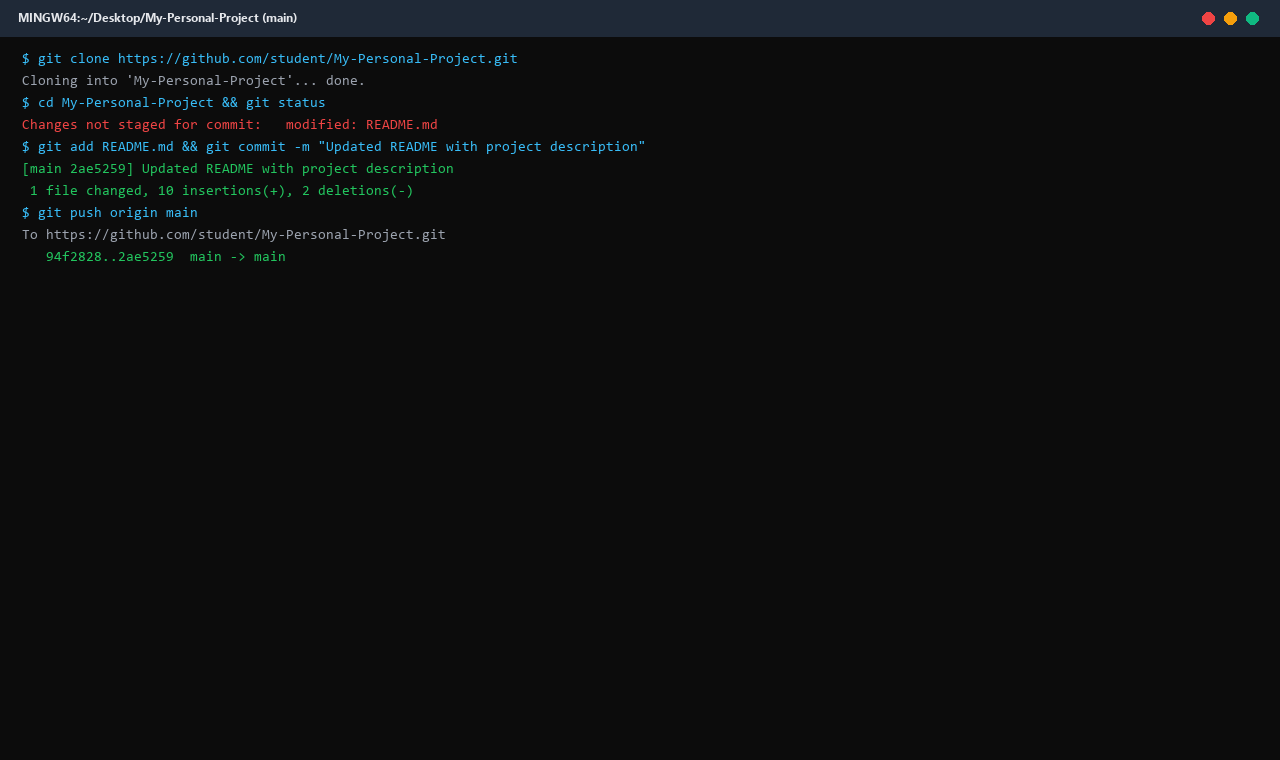 MINGW64:~/Desktop/My-Personal-Project (main)
$ git clone https://github.com/student/My-Personal-Project.git
Cloning into 'My-Personal-Project'... done.
$ cd My-Personal-Project && git status
Changes not staged for commit:   modified: README.md
$ git add README.md && git commit -m "Updated README with project description"
[main 2ae5259] Updated README with project description
 1 file changed, 10 insertions(+), 2 deletions(-)
$ git push origin main
To https://github.com/student/My-Personal-Project.git
   94f2828..2ae5259  main -> main